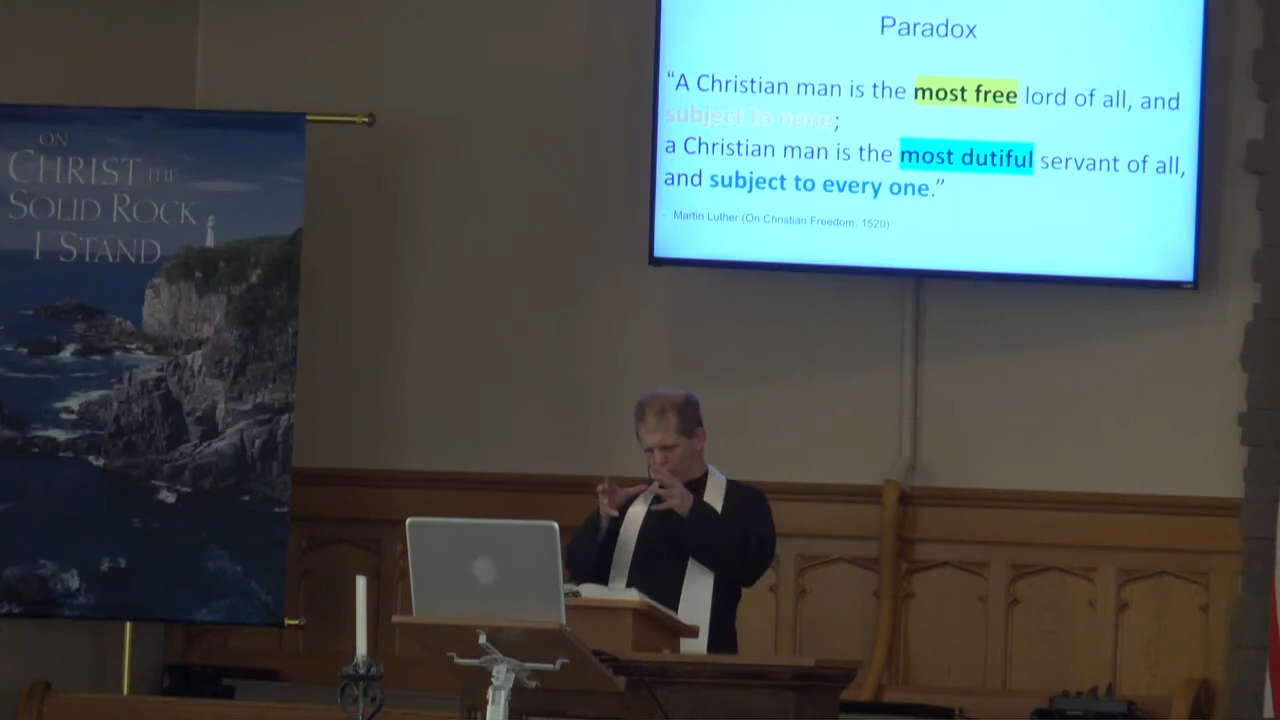 Paradox
“A Christian man is the most free lord of all, and
subject to none;
a Christian man is the most dutiful servant of all,
and subject to every one.”
- Martin Luther (On Christian Freedom, 1520)
ON
CHRIST THE
SOLID ROCK
I STAND